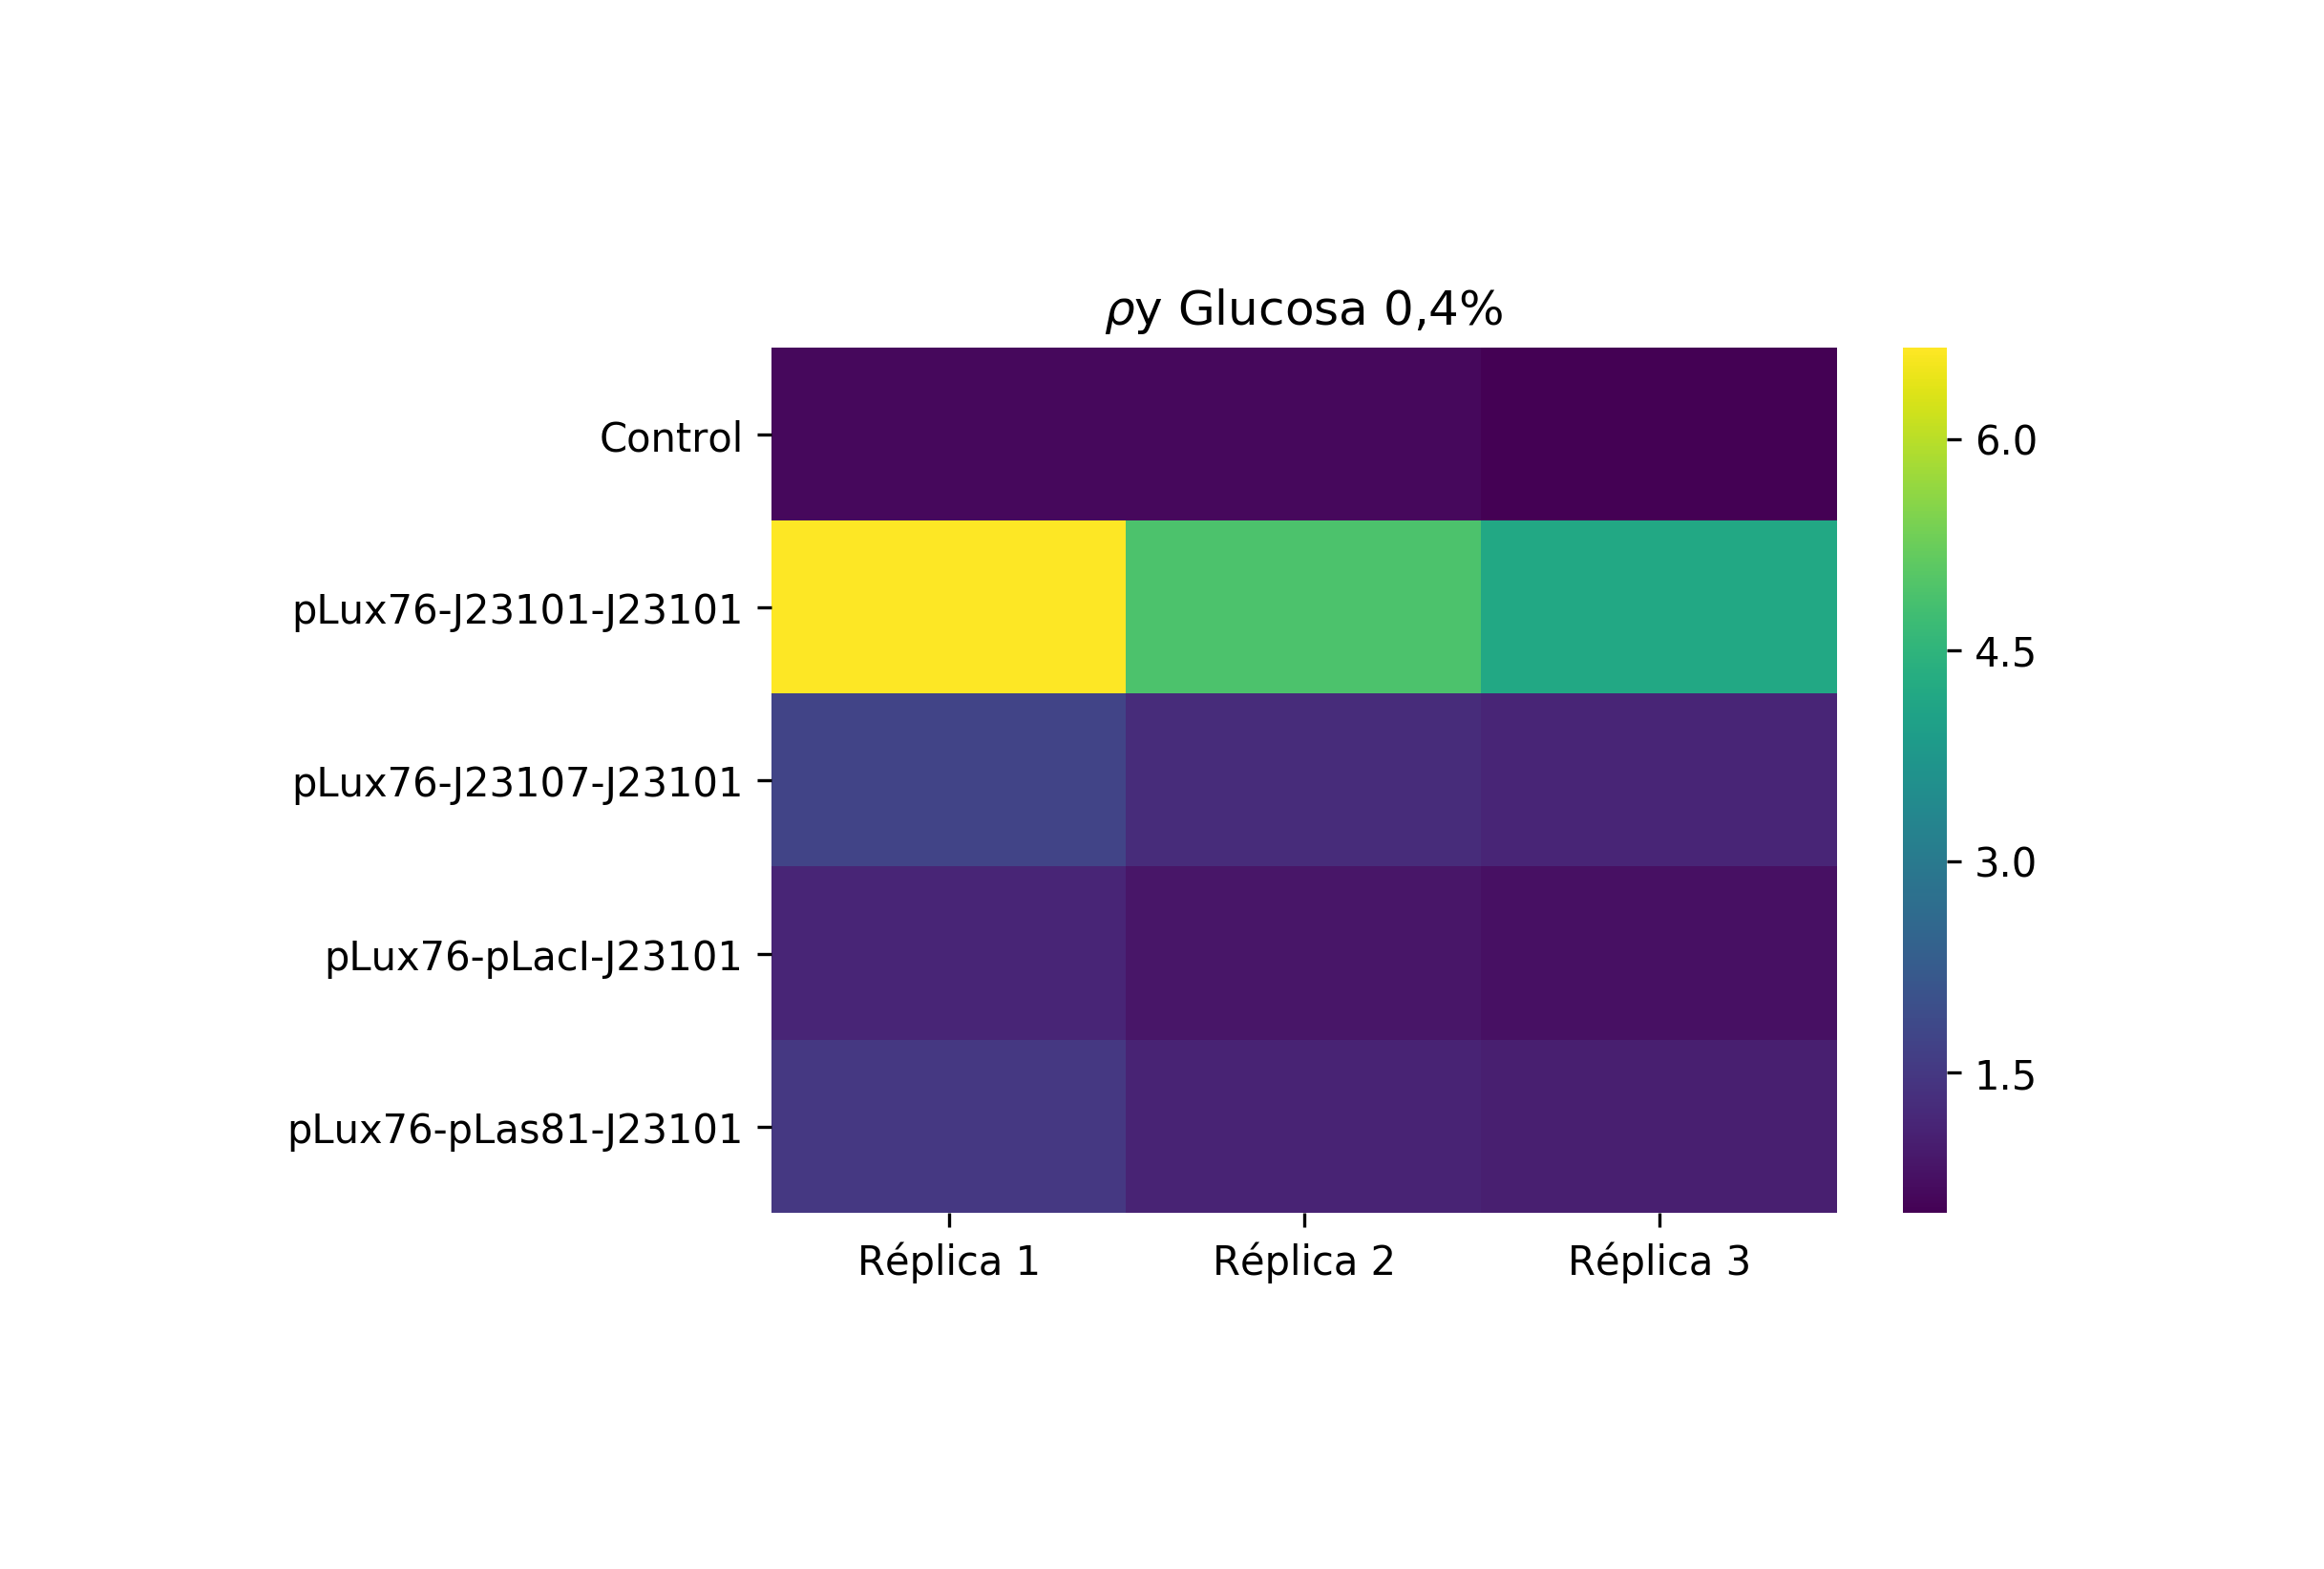 ρy Glucosa 0,4%
Control
pLux76-J23101-J23101
pLux76-J23107-J23101
pLux76-pLacI-J23101
pLux76-pLas81-J23101
Réplica 1
Réplica 2
Réplica 3
6.0
4.5
3.0
1.5